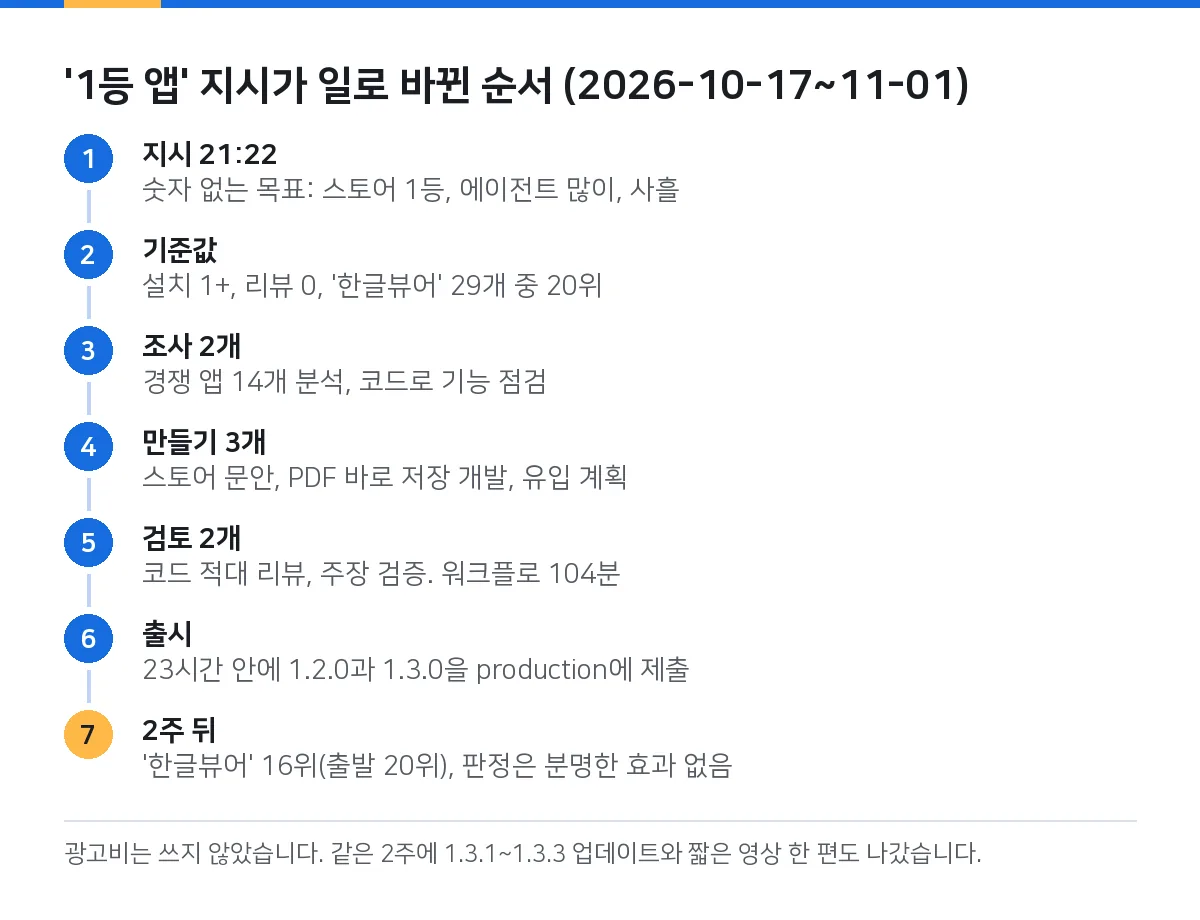 '1등 앱' 지시가 일로 바뀐 순서 (2026-10-17~11-01)
1
지시 21:22
숫자 없는 목표: 스토어 1등, 에이전트 많이, 사흘
2
기준값
설치 1+, 리뷰 0, '한글뷰어' 29개 중 20위
3
조사 2개
경쟁 앱 14개 분석, 코드로 기능 점검
4
만들기 3개
스토어 문안, PDF 바로 저장 개발, 유입 계획
5
검토 2개
코드 적대 리뷰, 주장 검증. 워크플로 104분
6
출시
23시간 안에 1.2.0과 1.3.0을 production에 제출
7
2주 뒤
'한글뷰어' 16위(출발 20위), 판정은 분명한 효과 없음
광고비는 쓰지 않았습니다. 같은 2주에 1.3.1~1.3.3 업데이트와 짧은 영상 한 편도 나갔습니다.